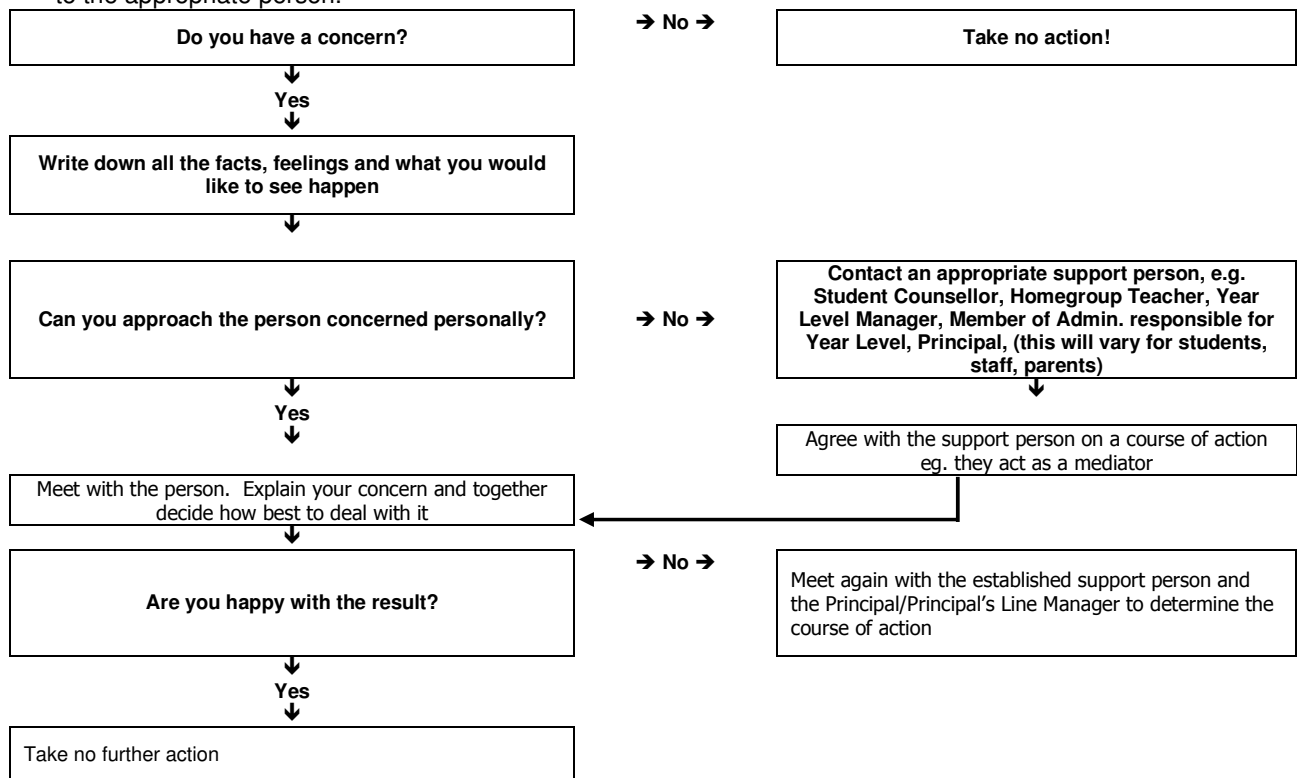 to the appropriate person.
Do you have a concern?
➔ No ➔
Take no action!
Yes
Write down all the facts, feelings and what you would
like to see happen
Can you approach the person concerned personally?
➔ No ➔
Contact an appropriate support person, e.g.
Student Counsellor, Homegroup Teacher, Year
Level Manager, Member of Admin. responsible for
Year Level, Principal, (this will vary for students,
staff, parents)
Yes
Agree with the support person on a course of action
eg. they act as a mediator
Meet with the person.  Explain your concern and together
decide how best to deal with it
Are you happy with the result?
➔ No ➔
Meet again with the established support person and
the Principal/Principal’s Line Manager to determine the
course of action
Yes
Take no further action